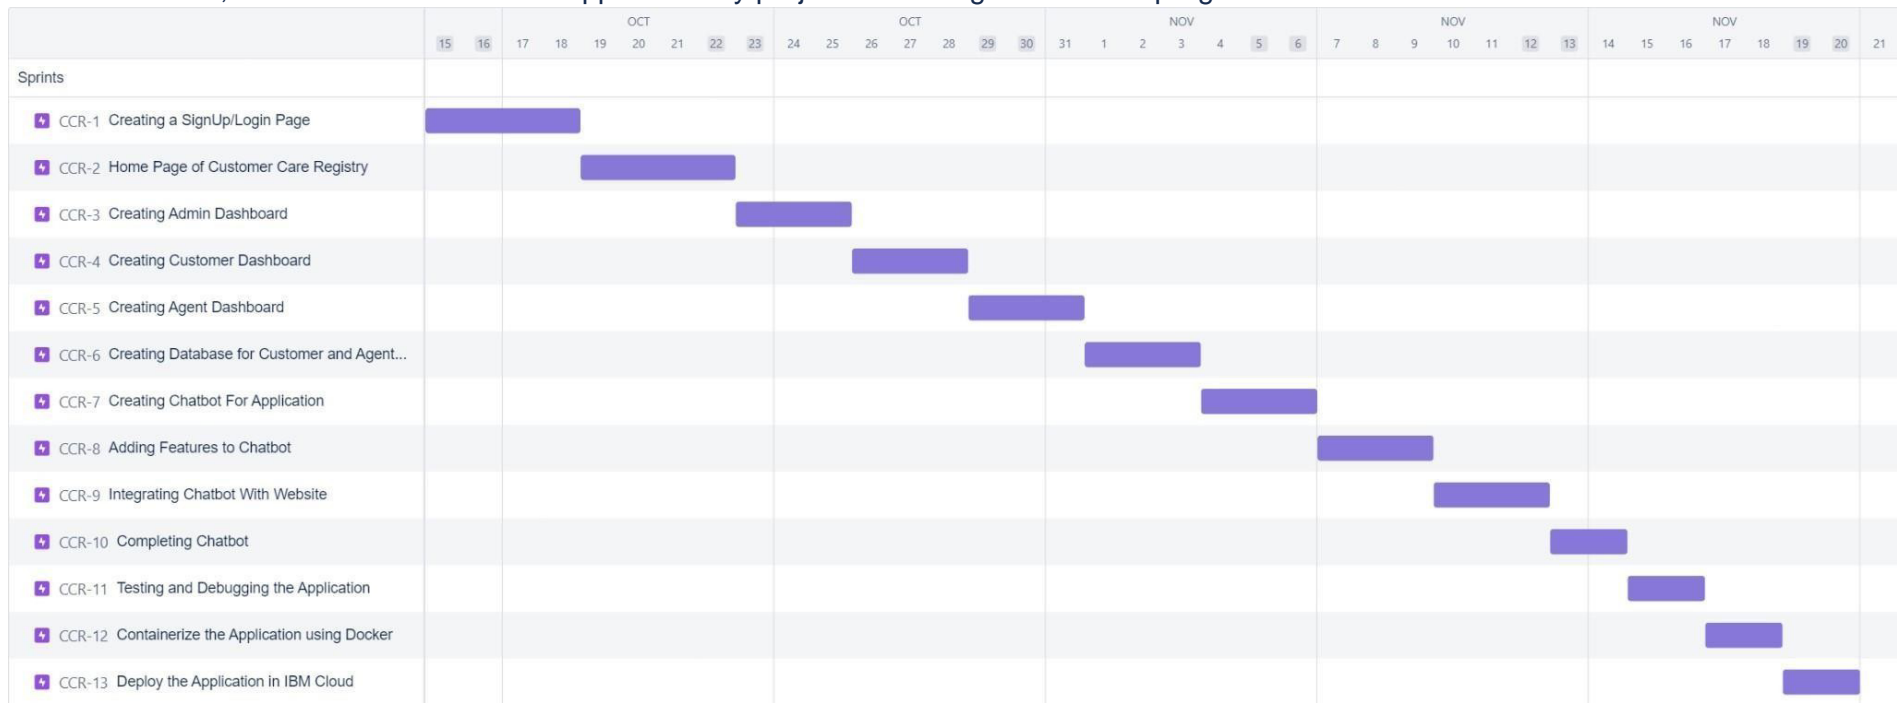 OCT OCT NOV NOV NOV
15 16 17 18 19 20 21 22 23 24 25 26 27 28 29 30 31 1 2 3 4 5 6 7 8 9 10 11 12 13 14 15 16 17 18 19 20 21
Sprints
CCR-1 Creating a SignUp/Login Page
CCR-2 Home Page of Customer Care Registry
CCR-3 Creating Admin Dashboard
CCR-4 Creating Customer Dashboard
CCR-5 Creating Agent Dashboard
CCR-6 Creating Database for Customer and Agent...
CCR-7 Creating Chatbot For Application
CCR-8 Adding Features to Chatbot
CCR-9 Integrating Chatbot With Website
CCR-10 Completing Chatbot
CCR-11 Testing and Debugging the Application
CCR-12 Containerize the Application using Docker
CCR-13 Deploy the Application in IBM Cloud